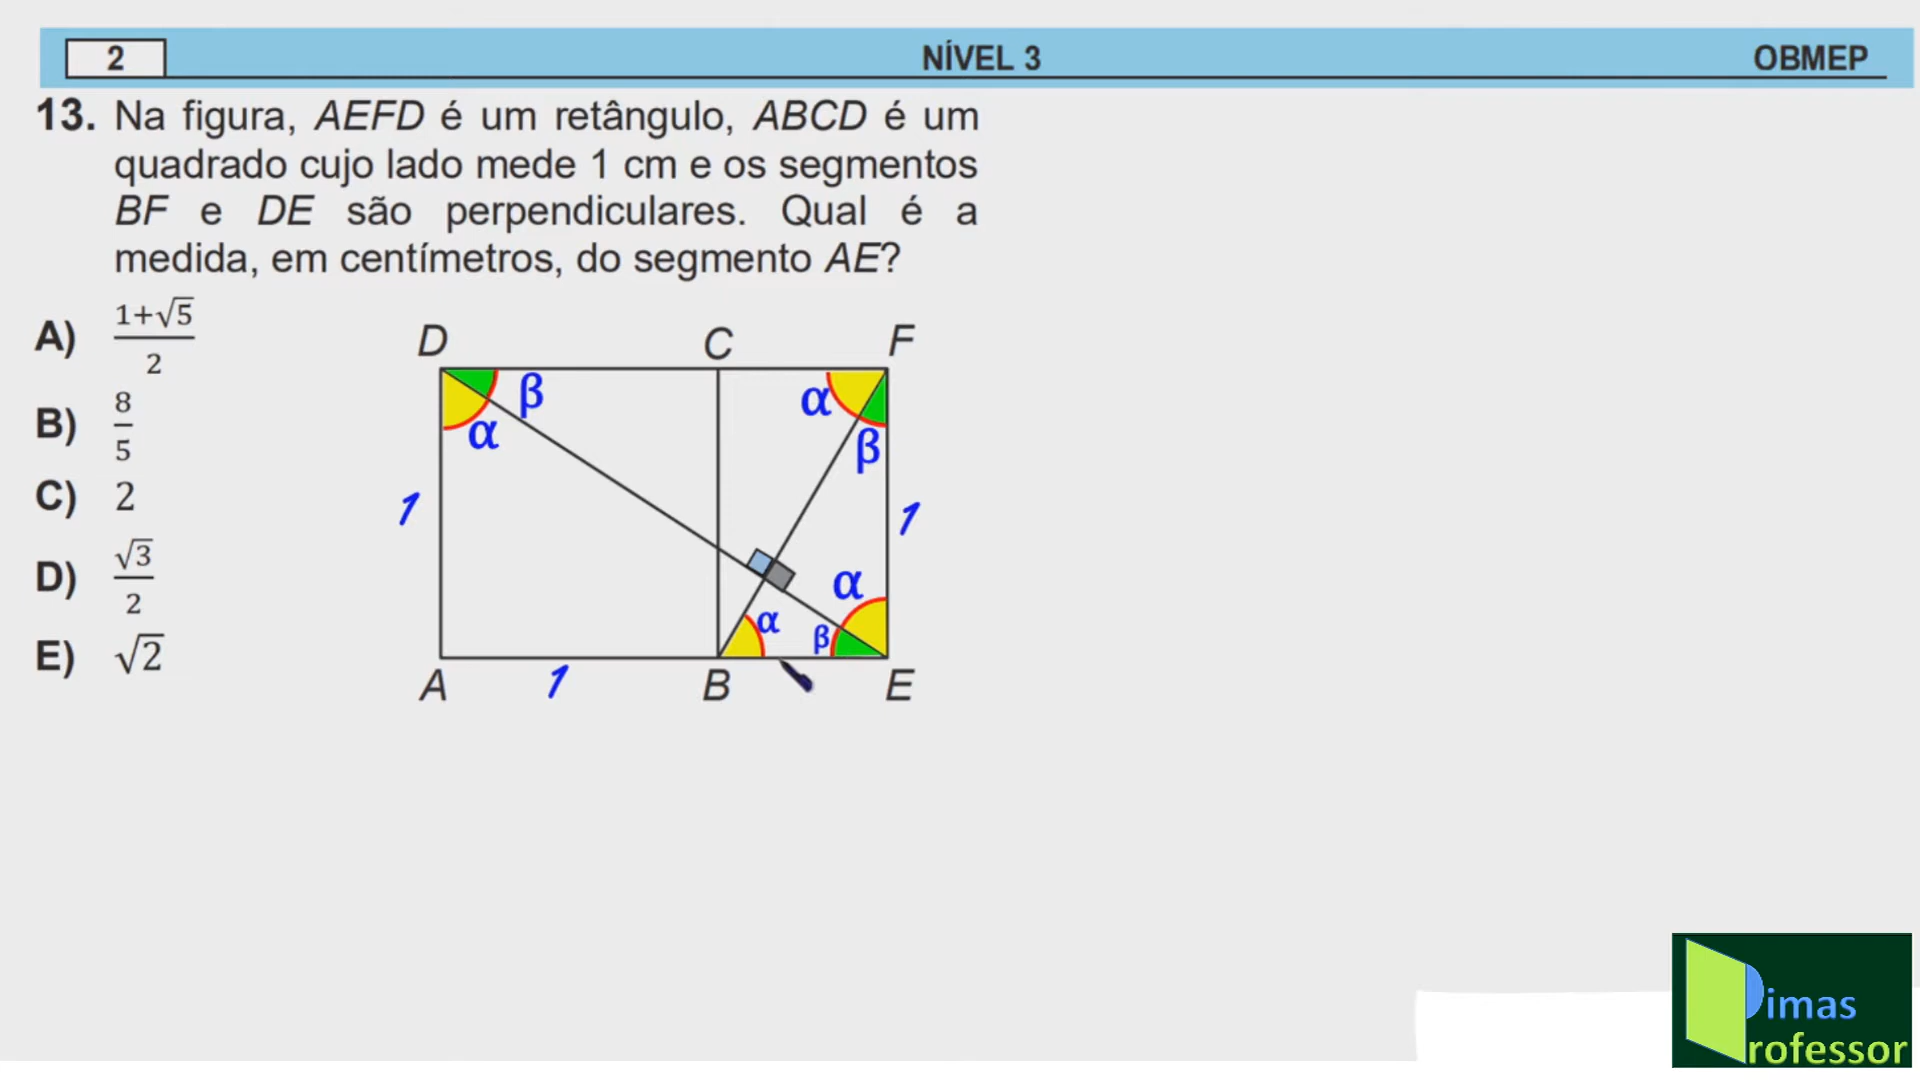 2 NÍVEL 3 OBMEP
13. Na figura, AEFD é um retângulo, ABCD é um
quadrado cujo lado mede 1 cm e os segmentos
BF e DE são perpendiculares. Qual é a
medida, em centímetros, do segmento AE?
A) (1+√5)/2
B) 8/5
C) 2
D) √3/2
E) √2
D C F
β α
α β
1 1
α
α β
A 1 B E
Dimas
Professor